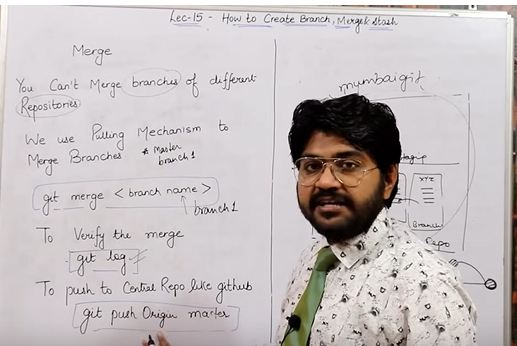 Lec-15 - How to Create Branch, Merge & Stash
Merge
You Can't Merge branches of different
Repositories
We use Pulling Mechanism to
Merge Branches * Master
branch 1
git merge < branch name >
branch 1
To Verify the merge
git log
To push to Central Repo like github
git push Origin master
mumbaigit
XYZ
Branch
Repo